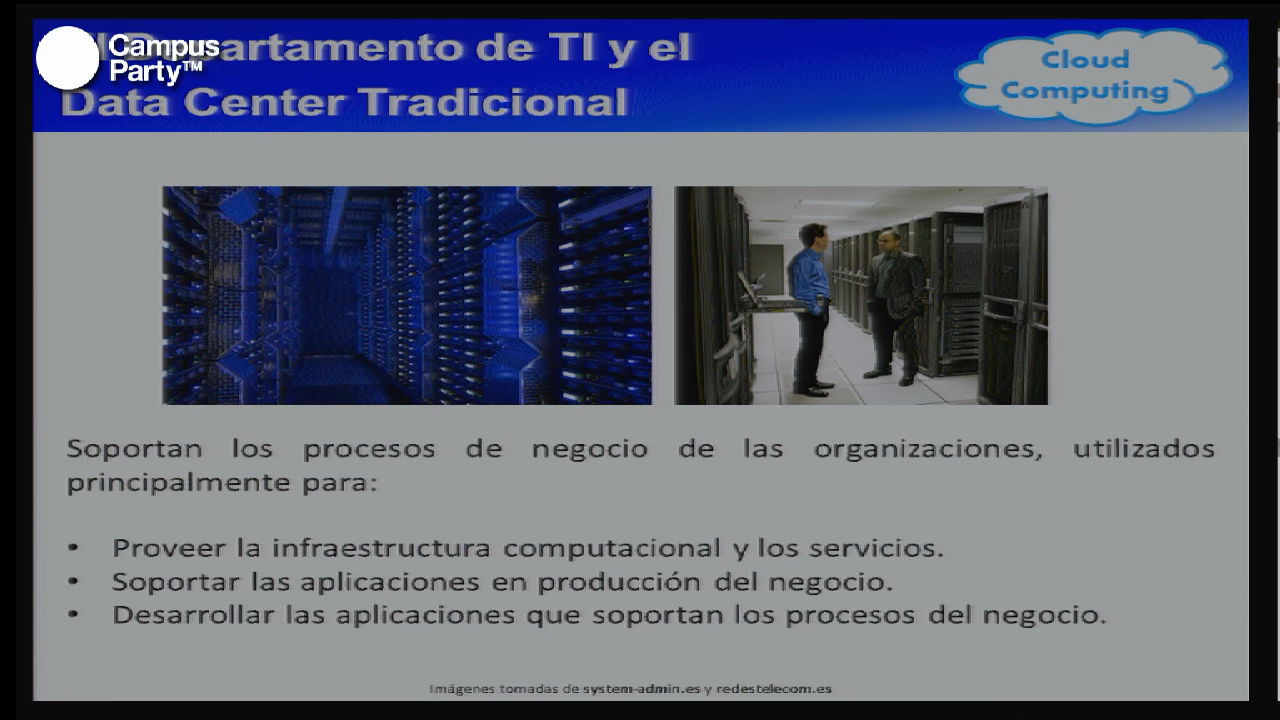 Campus
Party™
Departamento de TI y el
Data Center Tradicional
Cloud
Computing
Soportan los procesos de negocio de las organizaciones, utilizados
principalmente para:
• Proveer la infraestructura computacional y los servicios.
• Soportar las aplicaciones en producción del negocio.
• Desarrollar las aplicaciones que soportan los procesos del negocio.
Imágenes tomadas de system-admin.es y redestelecom.es